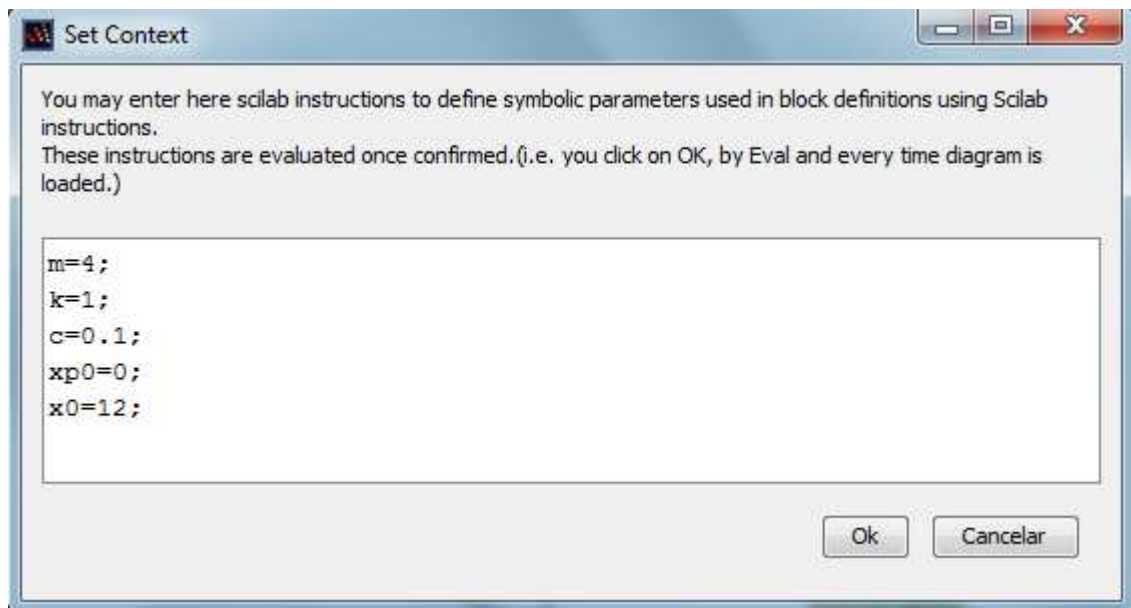 Set Context
You may enter here scilab instructions to define symbolic parameters used in block definitions using Scilab
instructions.
These instructions are evaluated once confirmed.(i.e. you click on OK, by Eval and every time diagram is
loaded.)
m=4;
k=1;
c=0.1;
xp0=0;
x0=12;
Ok
Cancelar